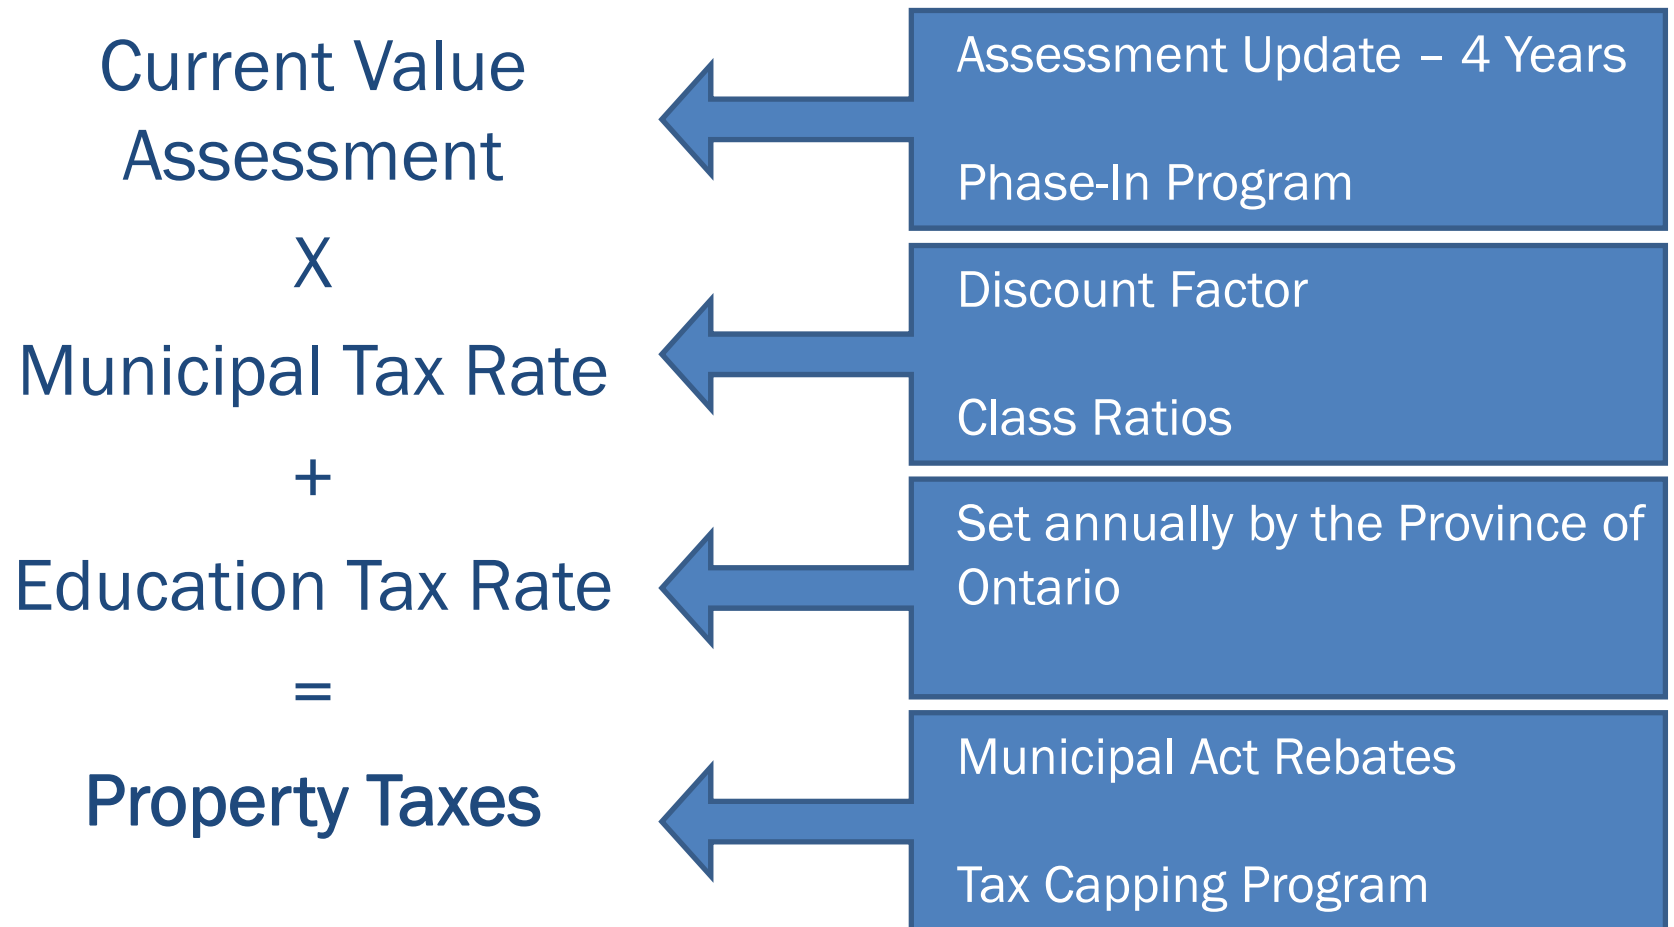 Current Value
Assessment
X
Municipal Tax Rate
+
Education Tax Rate
=
Property Taxes
Assessment Update – 4 Years
Phase-In Program
Discount Factor
Class Ratios
Set annually by the Province of
Ontario
Municipal Act Rebates
Tax Capping Program